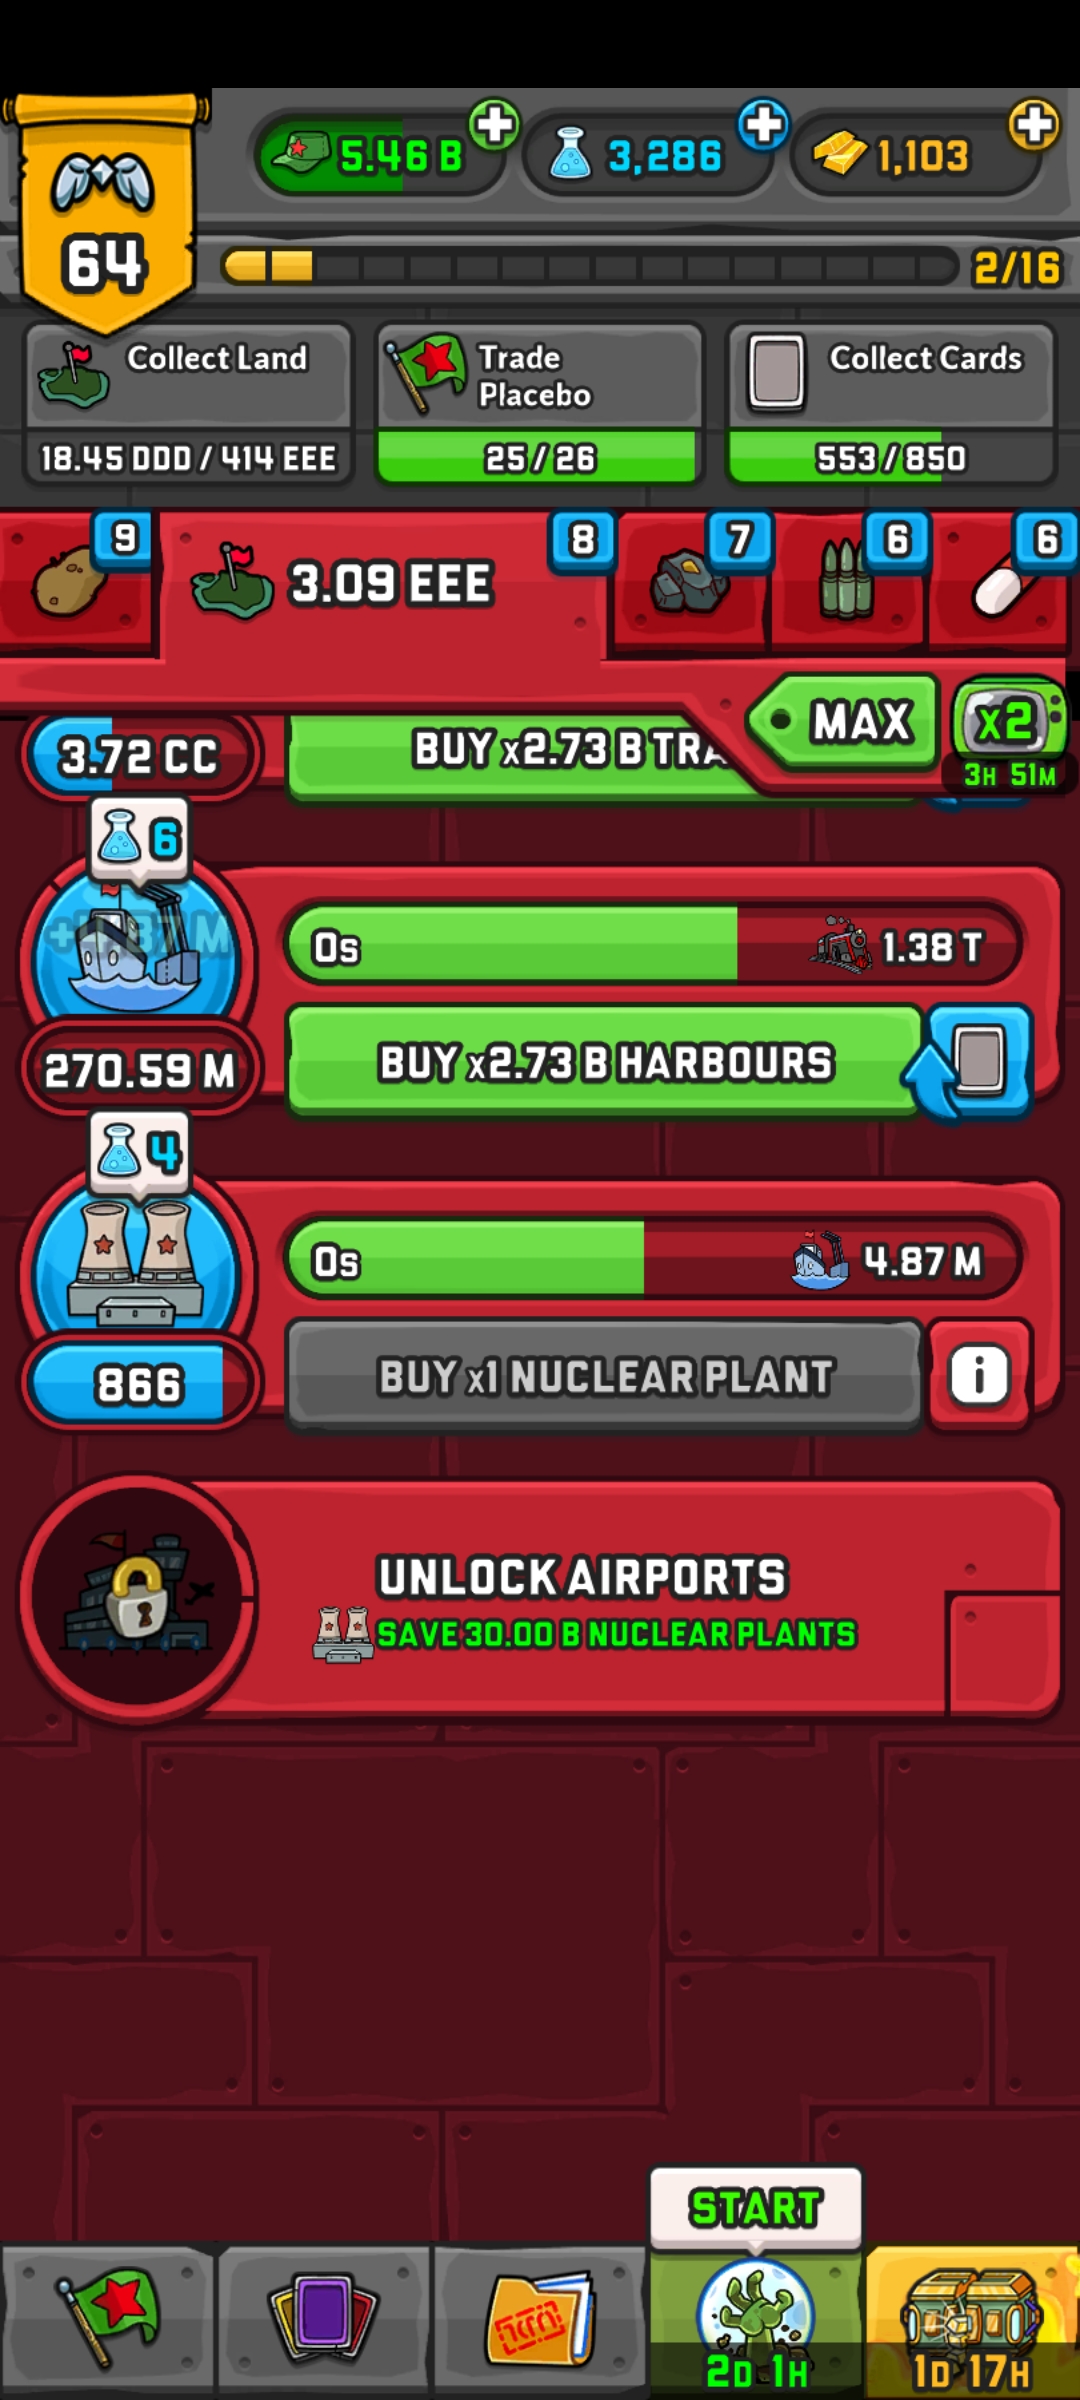 64
5.46 B
3,286
1,103
2/16
Collect Land
18.45 DDD / 414 EEE
Trade
Placebo
25 / 26
Collect Cards
553 / 850
9
3.09 EEE
8
7
6
6
MAX
X2
3H 51M
3.72 CC
BUY x2.73 B TRA
6
+4.87 M
0s
1.38 T
270.59 M
BUY x2.73 B HARBOURS
4
0s
4.87 M
866
BUY x1 NUCLEAR PLANT
i
UNLOCK AIRPORTS
SAVE 30.00 B NUCLEAR PLANTS
START
2D 1H
1D 17H